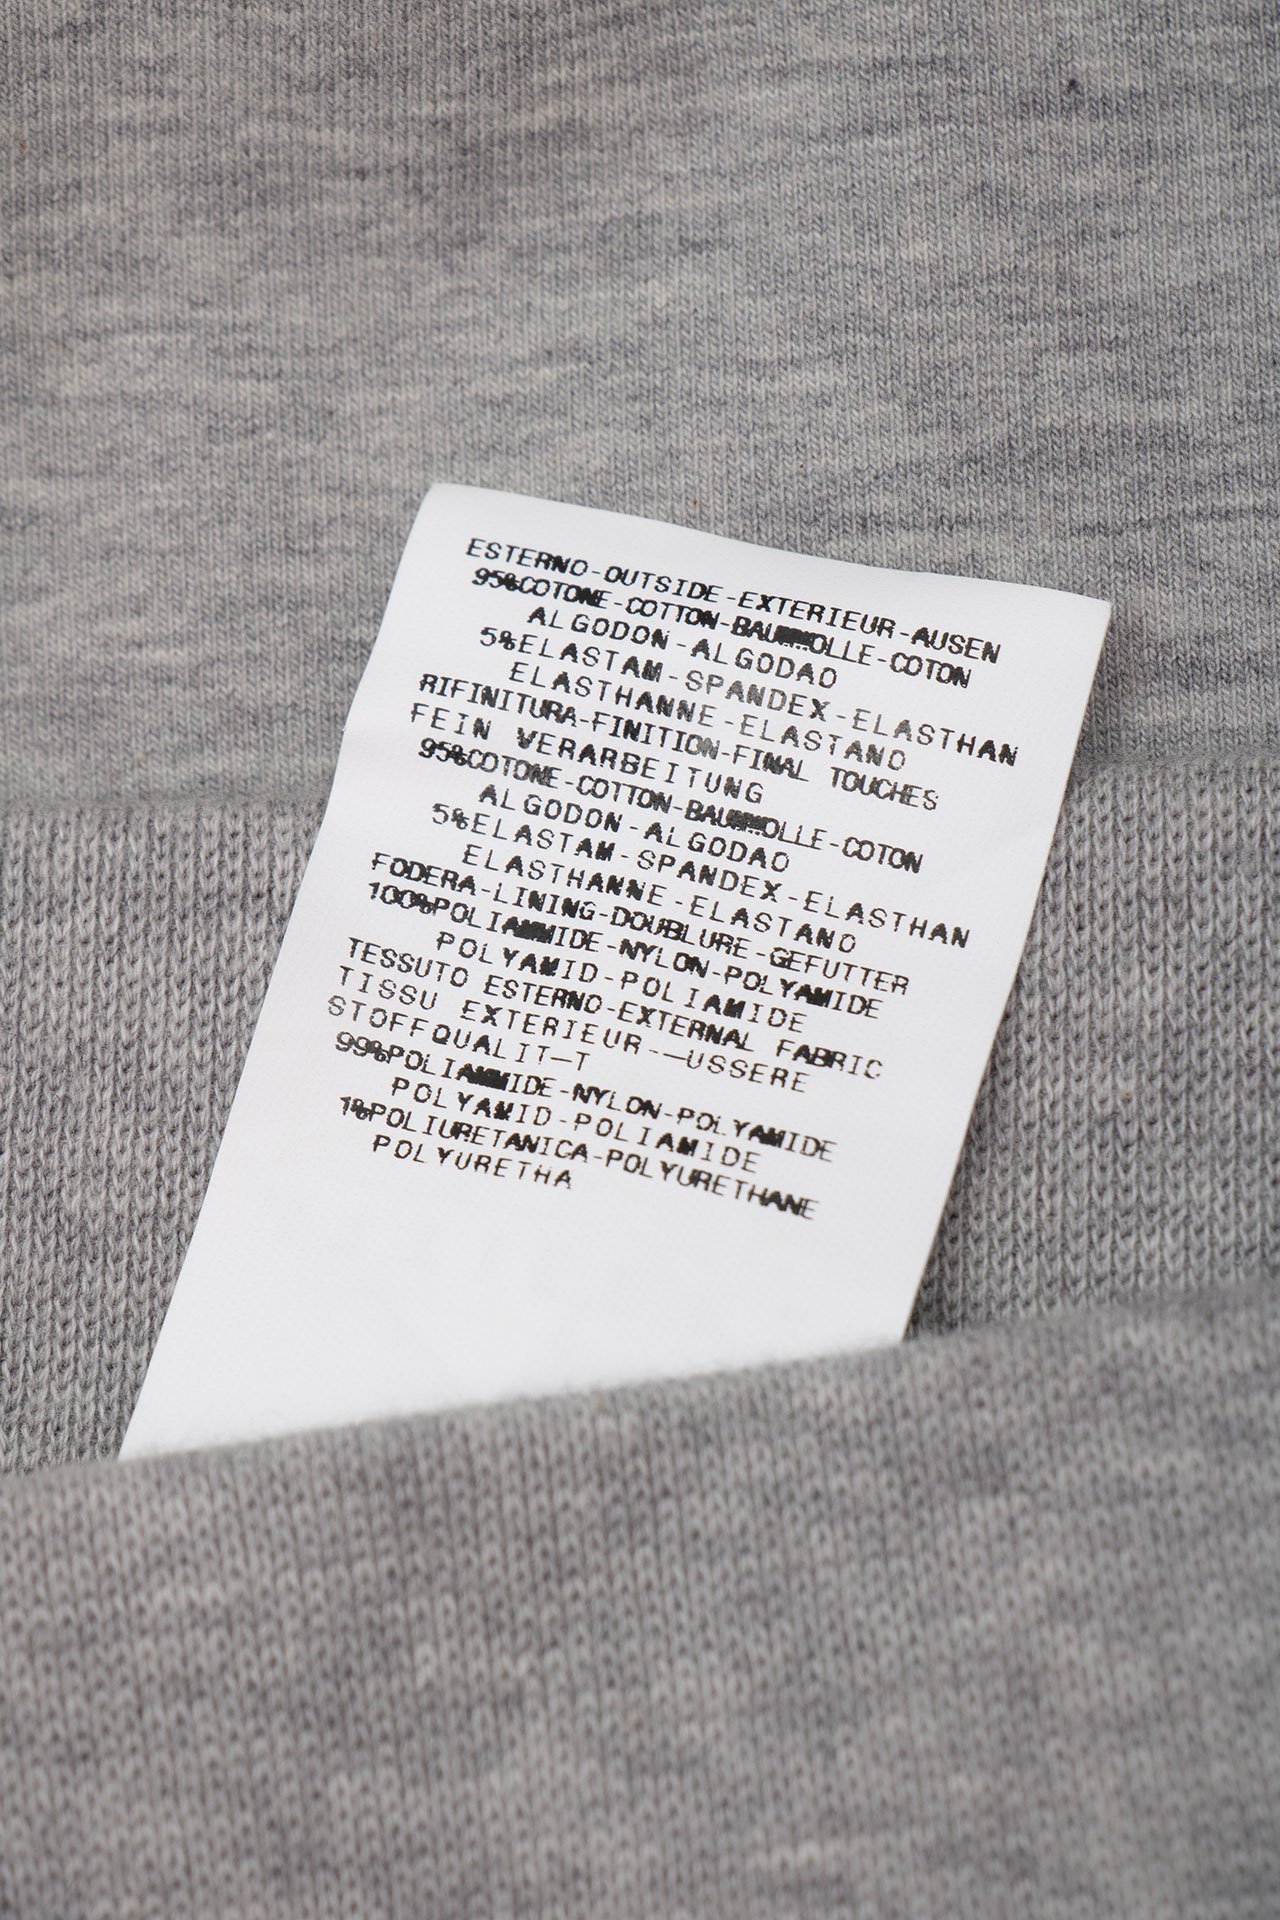 ESTERNO-OUTSIDE-EXTERIEUR-AUSEN
95%COTONE-COTTON-BAUMWOLLE-COTON
ALGODON-ALGODAO
5%ELASTAM-SPANDEX-ELASTHAN
ELASTHANNE-ELASTANO
RIFINITURA-FINITION-FINAL TOUCHES
FEIN VERARBEITUNG
95%COTONE-COTTON-BAUMWOLLE-COTON
ALGODON-ALGODAO
5%ELASTAM-SPANDEX-ELASTHAN
ELASTHANNE-ELASTANO
FODERA-LINING-DOUBLURE-GEFUTTER
100%POLIAMMIDE-NYLON-POLYAMIDE
POLYAMID-POLIAMIDE
TESSUTO ESTERNO-EXTERNAL FABRIC
TISSU EXTERIEUR-—USSERE
STOFFQUALIT—T
99%POLIAMMIDE-NYLON-POLYAMIDE
POLYAMID-POLIAMIDE
1%POLIURETANICA-POLYURETHANE
POLYURETHA